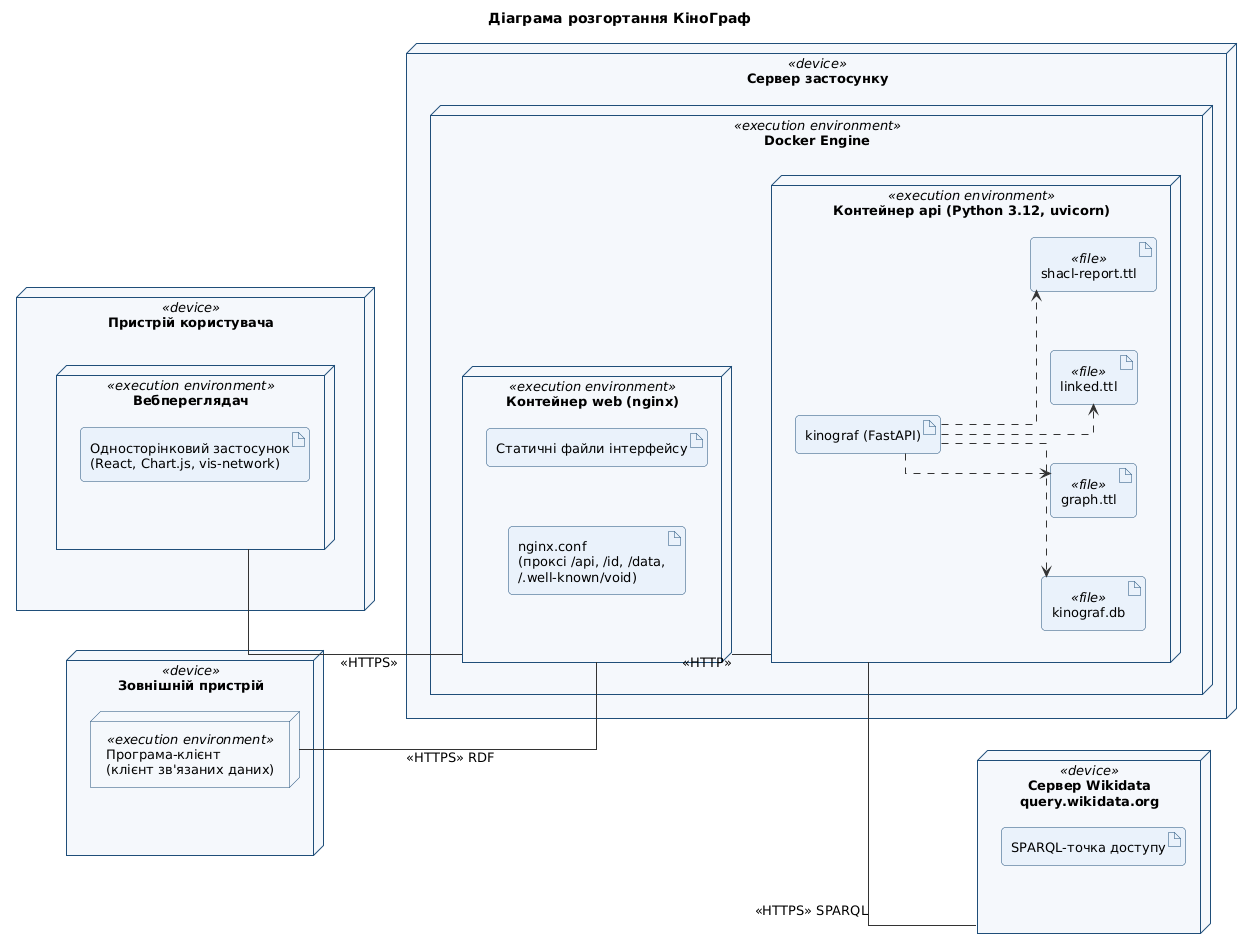 Діаграма розгортання КіноГраф
«device»
Сервер застосунку
«execution environment»
Docker Engine
«execution environment»
Контейнер api (Python 3.12, uvicorn)
«file»
shacl-report.ttl
«file»
linked.ttl
kinograf (FastAPI)
«file»
graph.ttl
«file»
kinograf.db
«device»
Пристрій користувача
«execution environment»
Вебпереглядач
Односторінковий застосунок
(React, Chart.js, vis-network)
«execution environment»
Контейнер web (nginx)
Статичні файли інтерфейсу
nginx.conf
(проксі /api, /id, /data,
/.well-known/void)
«HTTPS»
«HTTP»
«device»
Зовнішній пристрій
«execution environment»
Програма-клієнт
(клієнт зв'язаних даних)
«HTTPS» RDF
«device»
Сервер Wikidata
query.wikidata.org
SPARQL-точка доступу
«HTTPS» SPARQL